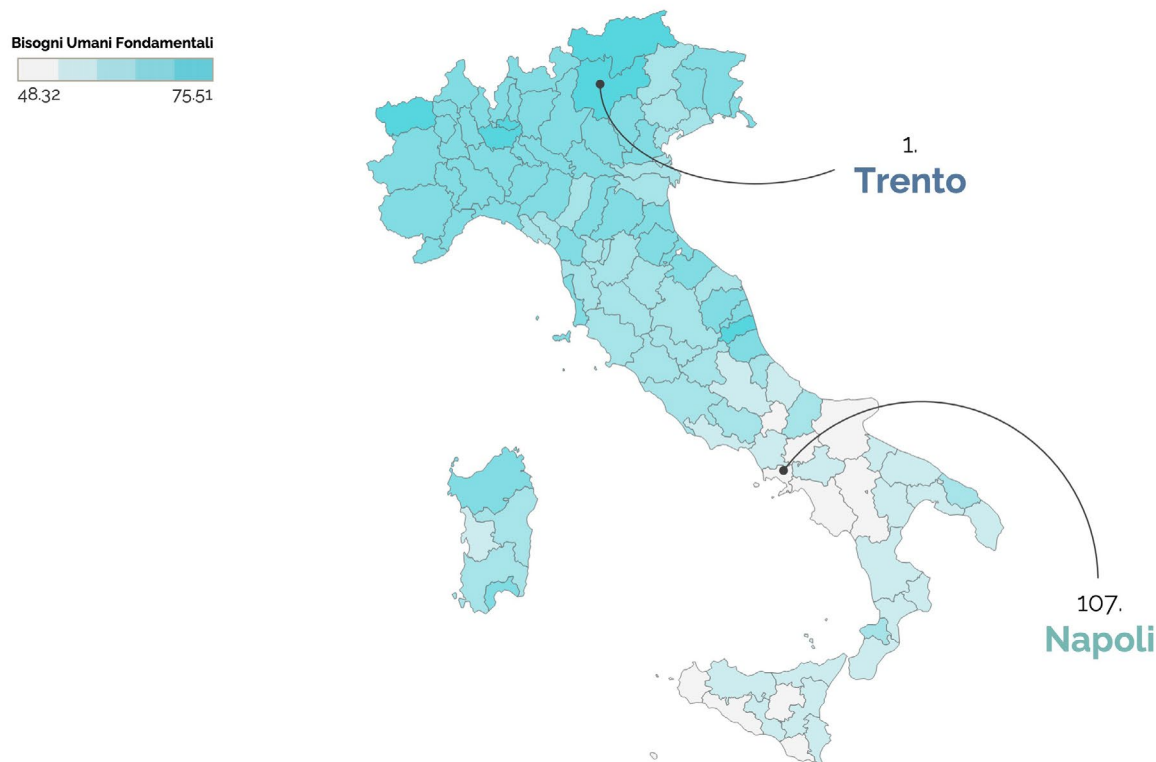 Bisogni Umani Fondamentali
48.32 75.51
1.
Trento
107.
Napoli